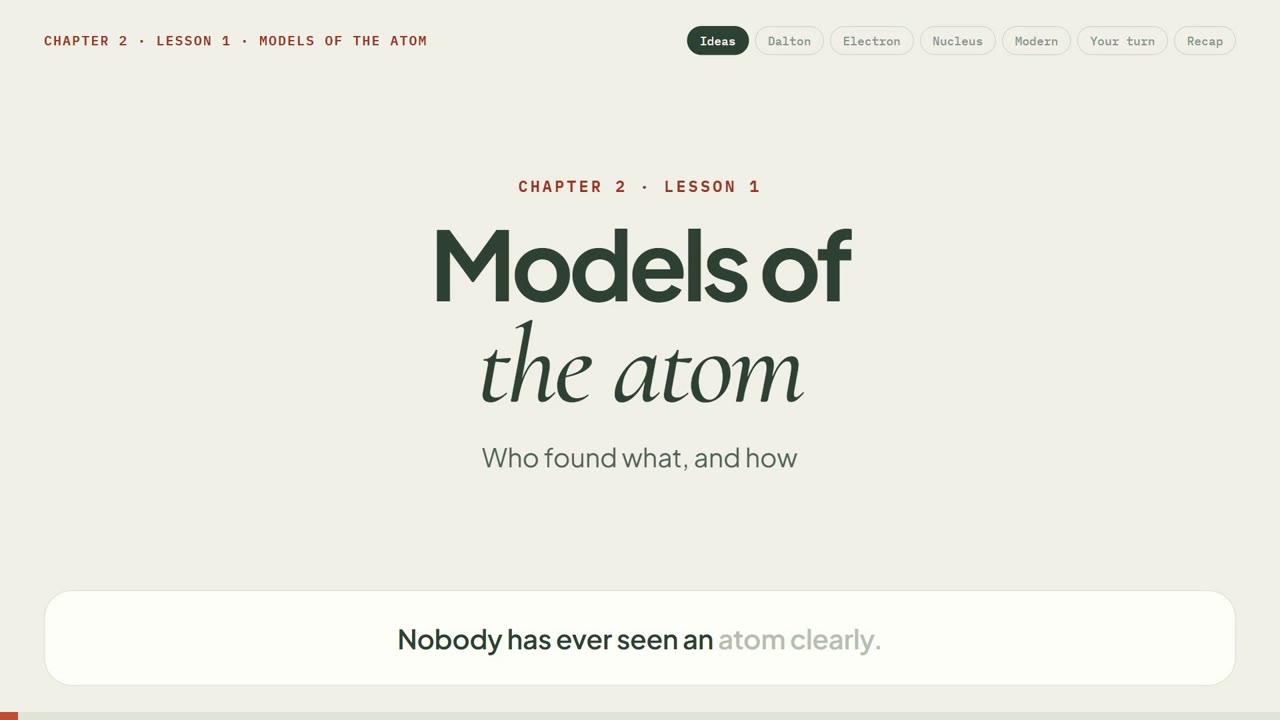 CHAPTER 2 · LESSON 1 · MODELS OF THE ATOM
Ideas
Dalton
Electron
Nucleus
Modern
Your turn
Recap
CHAPTER 2 · LESSON 1
Models of
the atom
Who found what, and how
Nobody has ever seen an atom clearly.